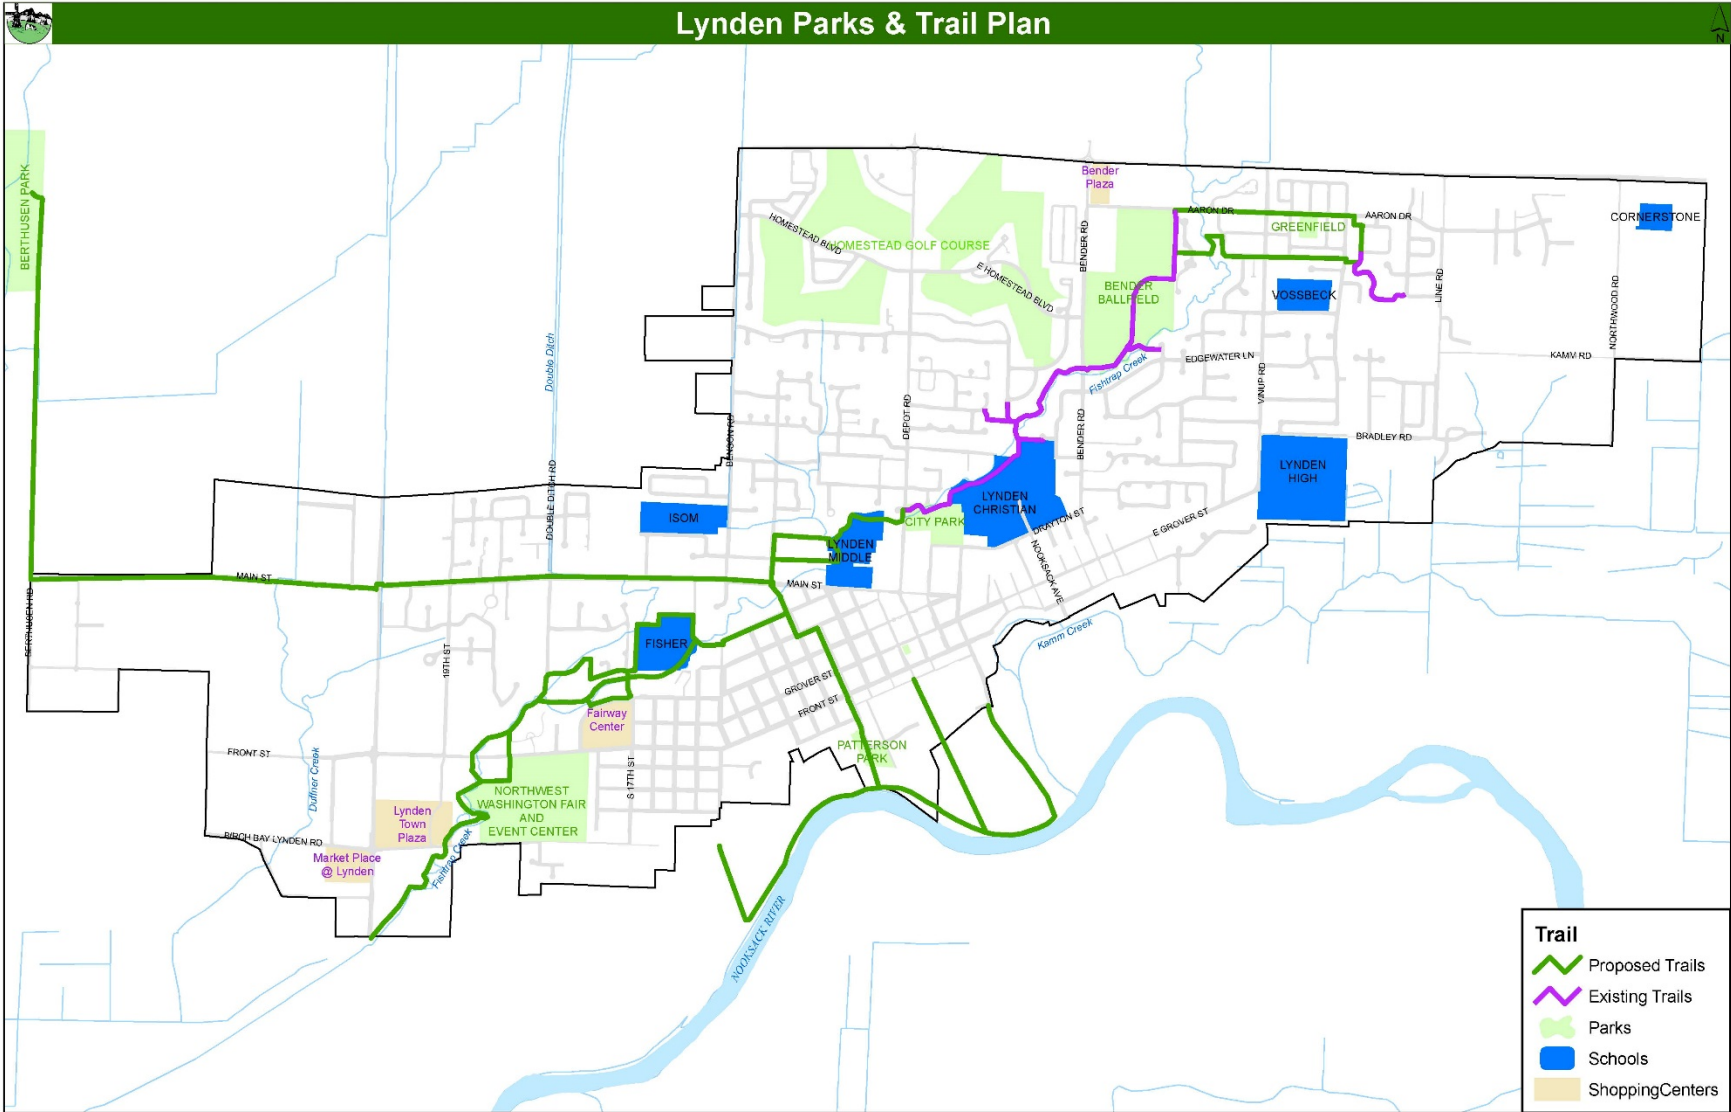 Lynden Parks & Trail Plan
N
BERTHUSEN PARK
Bender
Plaza
HOMESTEAD BLVD
HOMESTEAD GOLF COURSE
E HOMESTEAD BLVD
BENDER RD
AARON DR
AARON DR
GREENFIELD
CORNERSTONE
BENDER
BALLFIELD
VOSSBECK
LINE RD
NORTHWOOD RD
Double Ditch
Fishtrap Creek
EDGEWATER LN
KAMM RD
VINUP RD
DEPOT RD
BENDER RD
BENSON RD
BRADLEY RD
LYNDEN
HIGH
DOUBLE DITCH RD
ISOM
LYNDEN
CHRISTIAN
CITY PARK
DRAYTON ST
E GROVER ST
LYNDEN
MIDDLE
NOOKSACK AVE
MAIN ST
MAIN ST
BERTHUSEN RD
FISHER
Kamm Creek
19TH ST
GROVER ST
FRONT ST
Fairway
Center
PATTERSON
PARK
FRONT ST
Duffner Creek
S 17TH ST
NORTHWEST
WASHINGTON FAIR
AND
EVENT CENTER
Lynden
Town
Plaza
BIRCH BAY LYNDEN RD
Market Place
@ Lynden
Fishtrap Creek
NOOKSACK RIVER
Trail
Proposed Trails
Existing Trails
Parks
Schools
ShoppingCenters